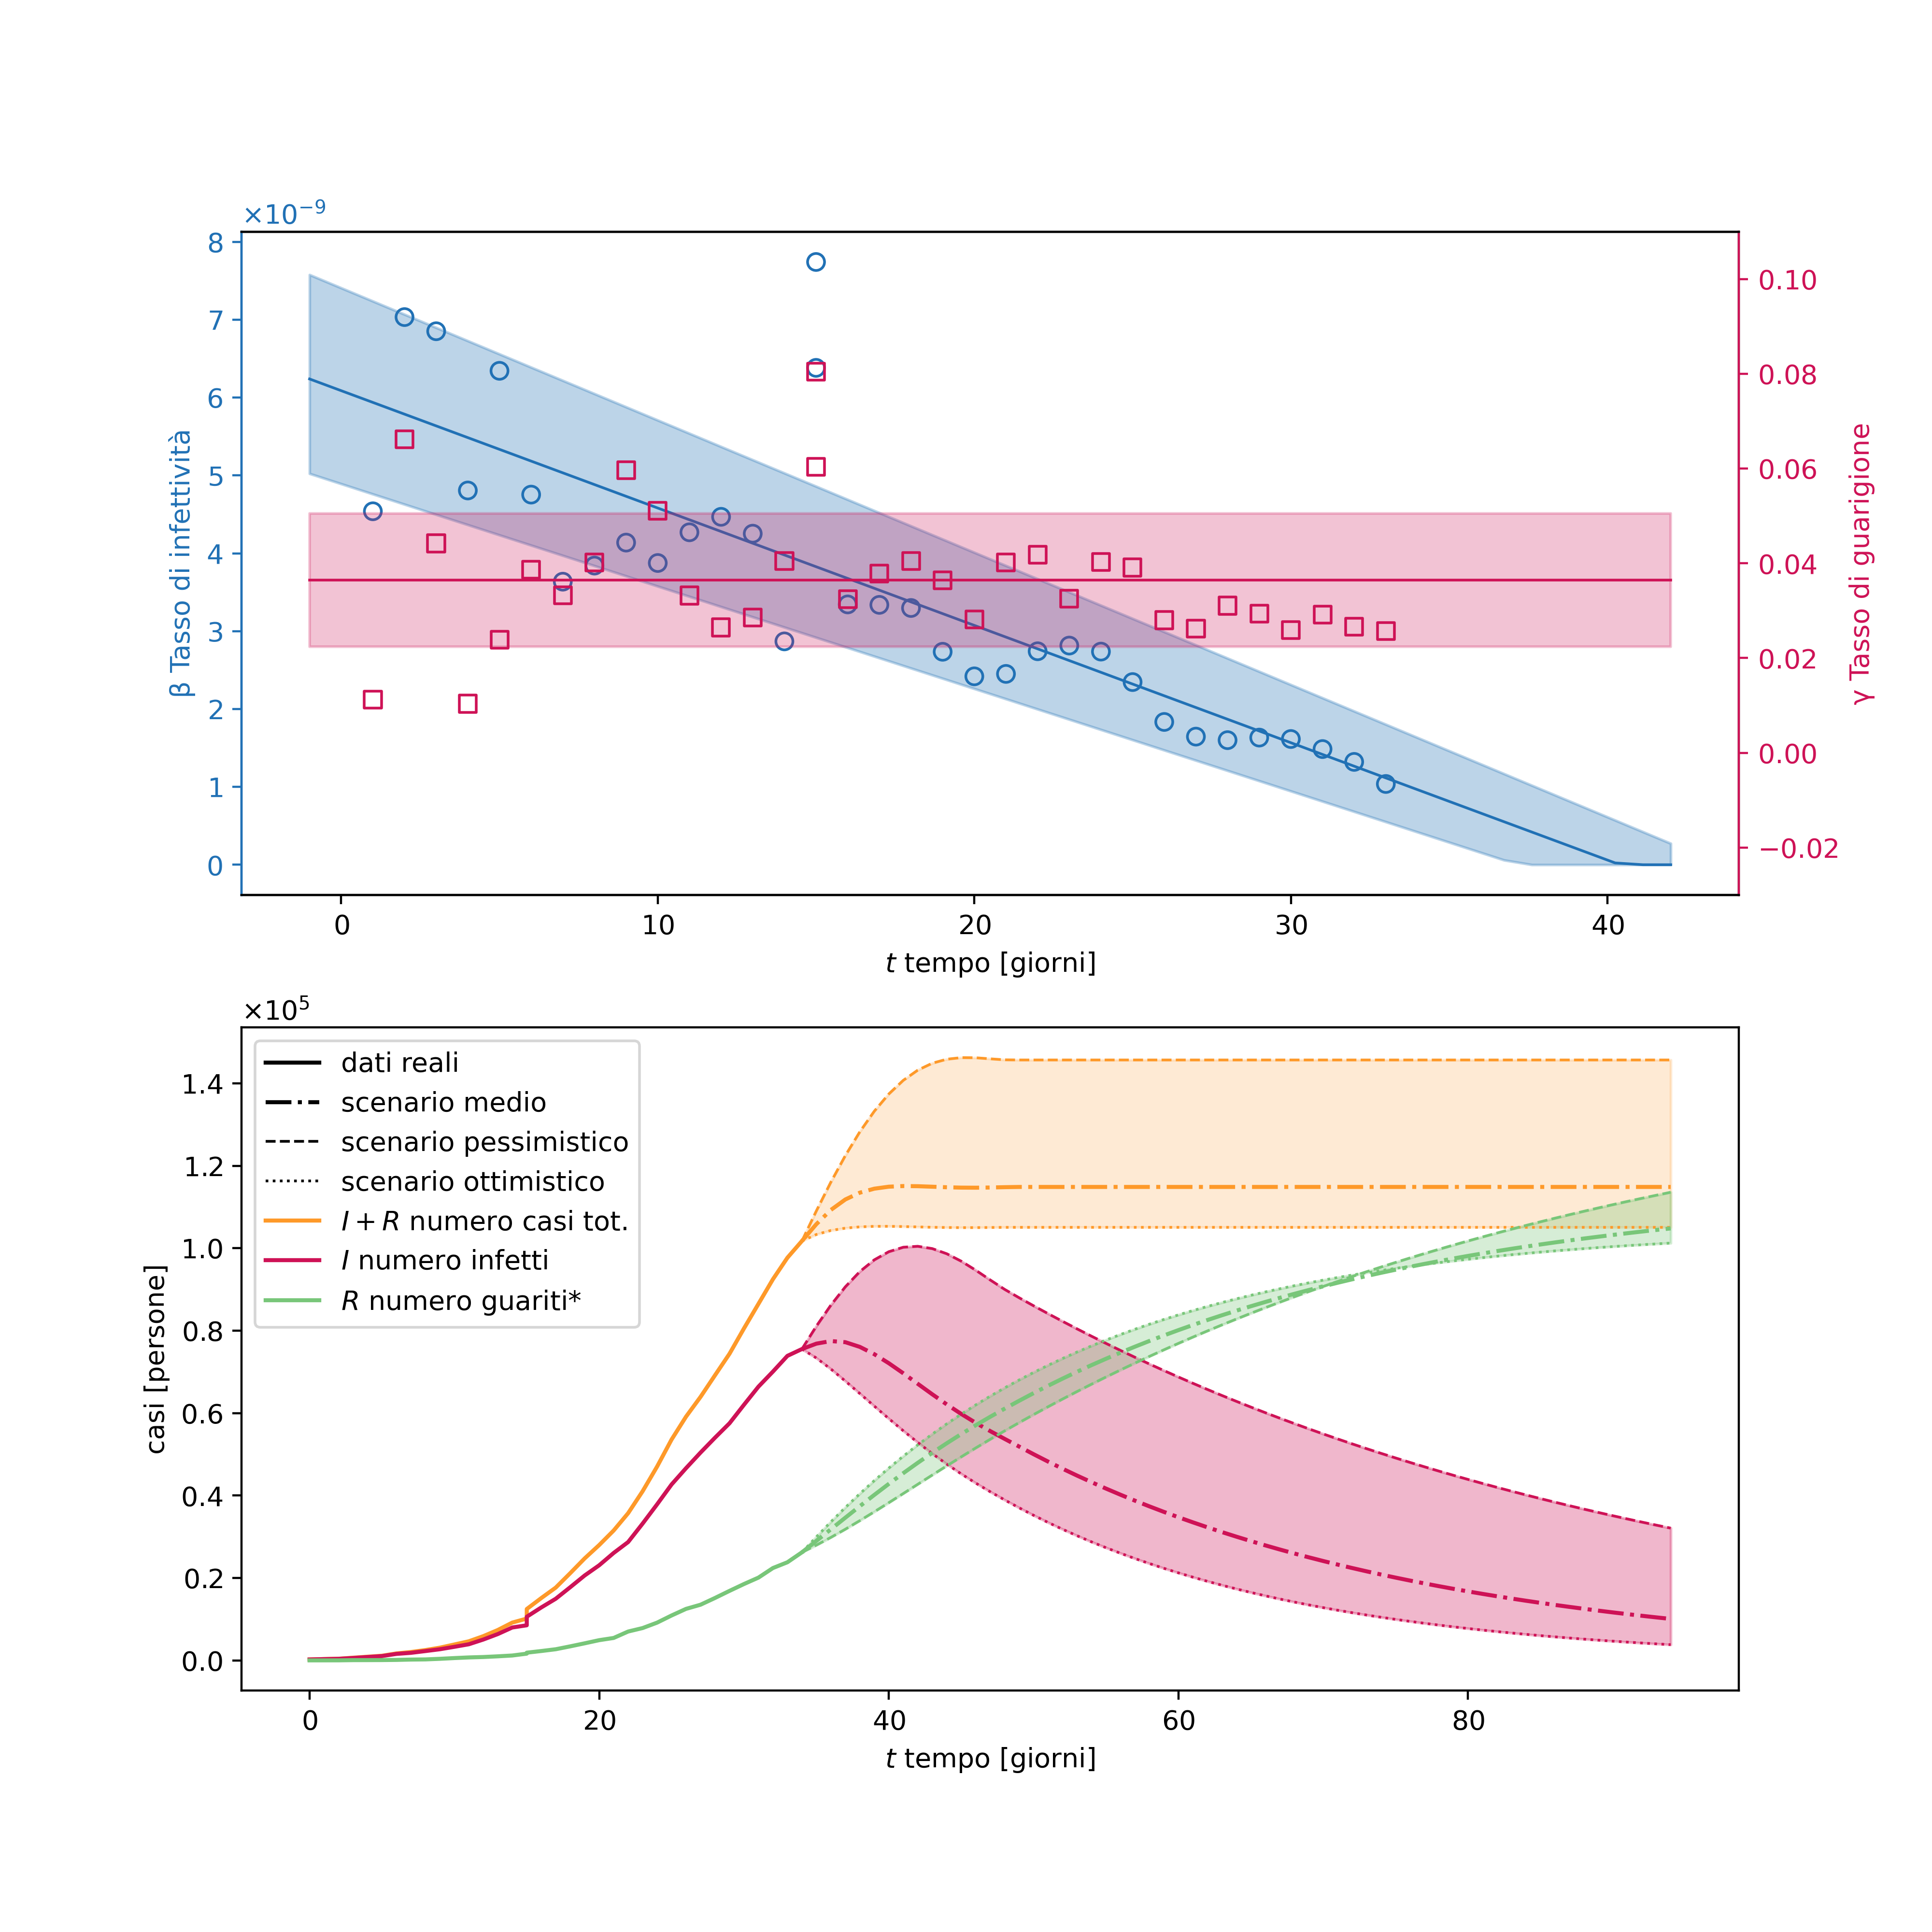 ×10⁻⁹
8
7
6
5
4
3
2
1
0
β Tasso di infettività
0.10
0.08
0.06
0.04
0.02
0.00
−0.02
γ Tasso di guarigione
0 10 20 30 40
t tempo [giorni]
×10⁵
dati reali
scenario medio
scenario pessimistico
scenario ottimistico
I + R numero casi tot.
I numero infetti
R numero guariti*
1.4
1.2
1.0
0.8
0.6
0.4
0.2
0.0
casi [persone]
0 20 40 60 80
t tempo [giorni]